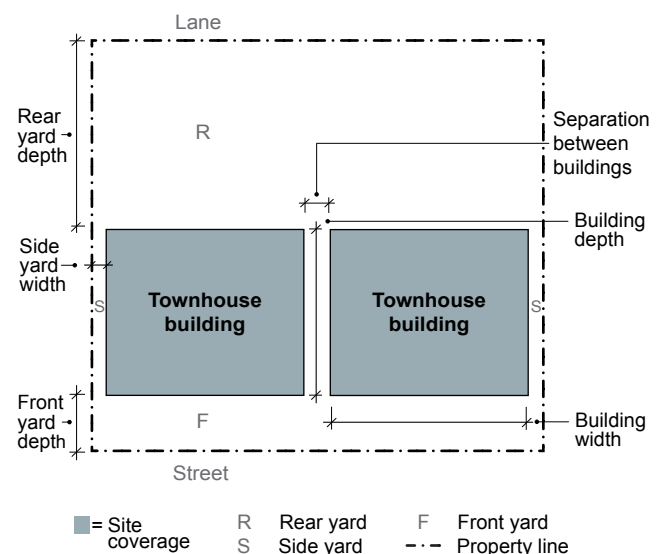 Lane
Rear
yard
depth
R
Separation
between
buildings
Building
depth
Side
yard
width
S
Townhouse
building
Townhouse
building
S
Front
yard
depth
F
Building
width
Street
= Site
coverage
R Rear yard
F Front yard
S Side yard
Property line